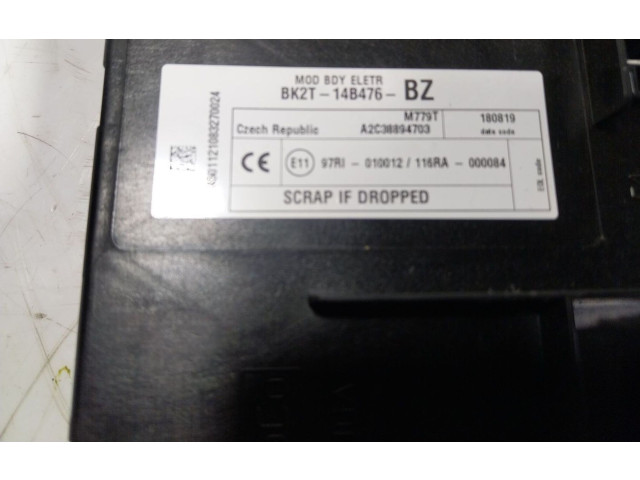 MOD BDY ELETR
BK2T - 14B476 - BZ
M779T 180819
Czech Republic A2C38894703 date code
CE E11 97RI - 010012 / 116RA - 000084
SCRAP IF DROPPED